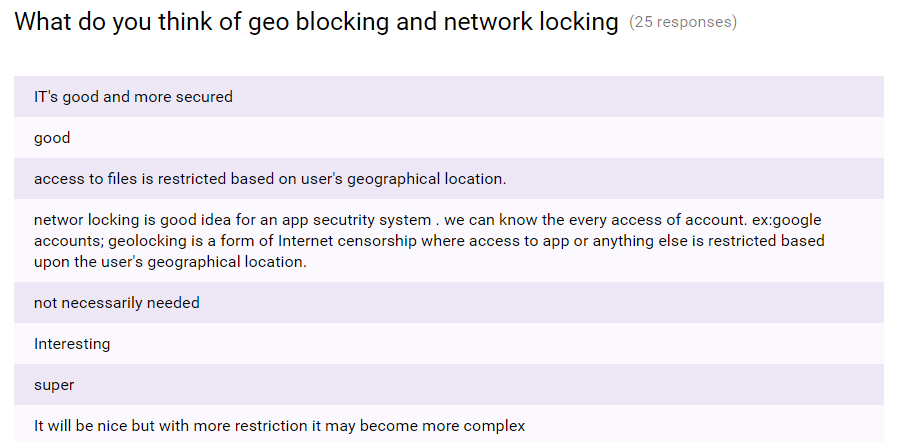 What do you think of geo blocking and network locking (25 responses)
IT's good and more secured
good
access to files is restricted based on user's geographical location.
networ locking is good idea for an app secutrity system . we can know the every access of account. ex:google
accounts; geolocking is a form of Internet censorship where access to app or anything else is restricted based
upon the user's geographical location.
not necessarily needed
Interesting
super
It will be nice but with more restriction it may become more complex